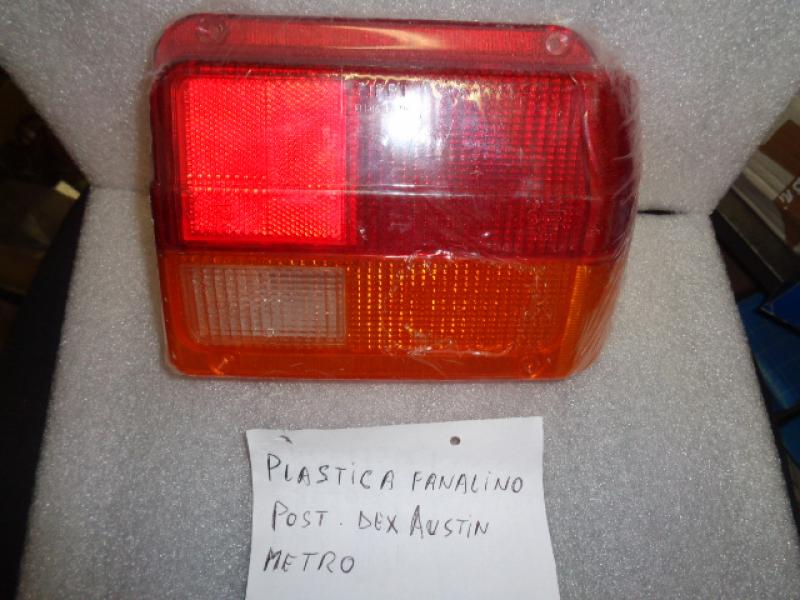 PLASTICA FANALINO
POST. DEX AUSTIN
METRO